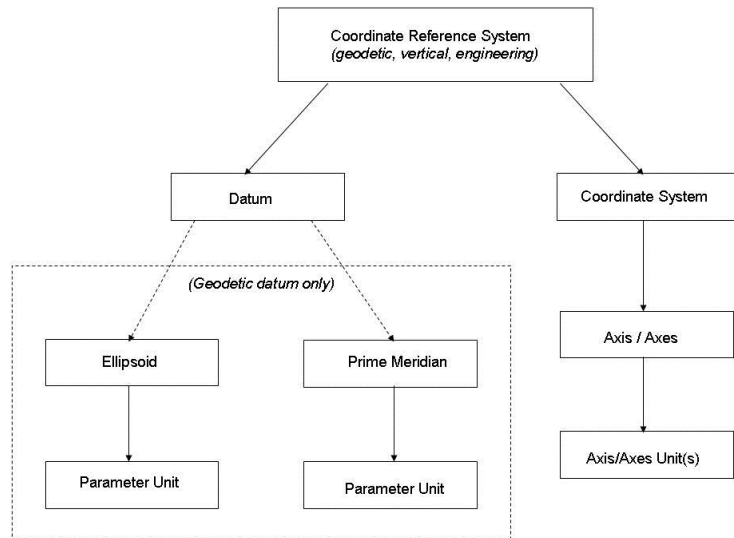 Coordinate Reference System
(geodetic, vertical, engineering)
Datum
Coordinate System
(Geodetic datum only)
Axis / Axes
Ellipsoid
Prime Meridian
Axis/Axes Unit(s)
Parameter Unit
Parameter Unit